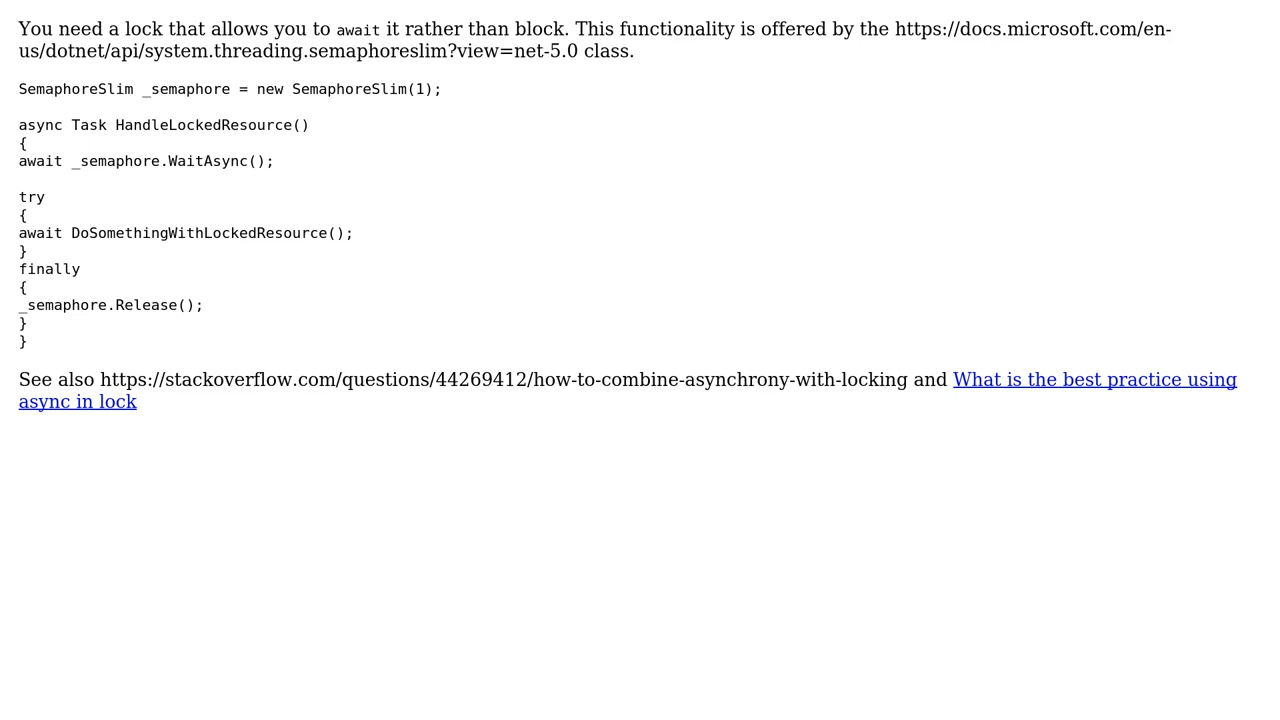 You need a lock that allows you to await it rather than block. This functionality is offered by the https://docs.microsoft.com/en-
us/dotnet/api/system.threading.semaphoreslim?view=net-5.0 class.
SemaphoreSlim _semaphore = new SemaphoreSlim(1);
async Task HandleLockedResource()
{
await _semaphore.WaitAsync();
try
{
await DoSomethingWithLockedResource();
}
finally
{
_semaphore.Release();
}
}
See also https://stackoverflow.com/questions/44269412/how-to-combine-asynchrony-with-locking and What is the best practice using
async in lock